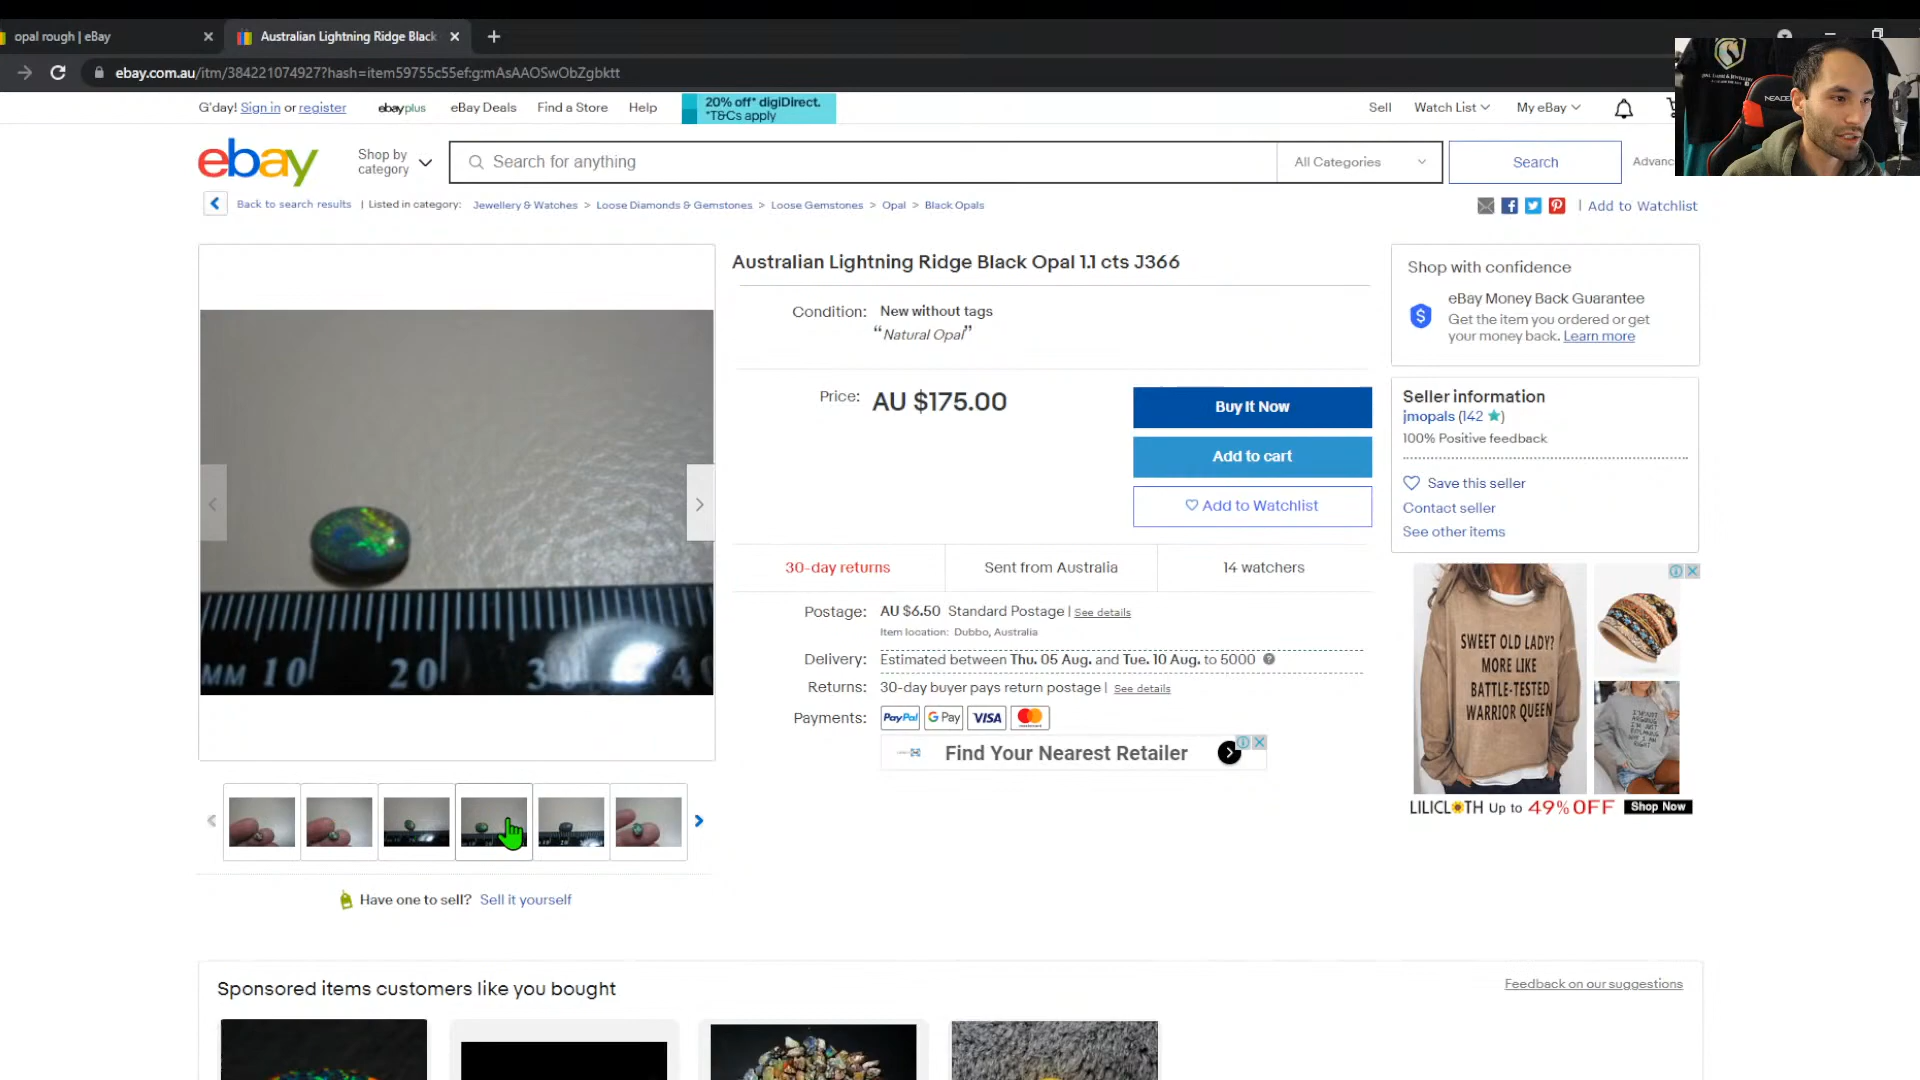 opal rough | eBay
Australian Lightning Ridge Black
ebay.com.au/itm/384221074927?hash=item59755c55ef:g:mAsAAOSwObZgbktt
G'day! Sign in or register
ebayplus
eBay Deals
Find a Store
Help
20% off* digiDirect.
*T&Cs apply
Sell
Watch List
My eBay
ebay
Shop by
category
Search for anything
All Categories
Search
Advanc
Back to search results | Listed in category: Jewellery & Watches > Loose Diamonds & Gemstones > Loose Gemstones > Opal > Black Opals
| Add to Watchlist
Australian Lightning Ridge Black Opal 1.1 cts J366
Condition: New without tags
“Natural Opal”
Price: AU $175.00
Buy It Now
Add to cart
Add to Watchlist
30-day returns
Sent from Australia
14 watchers
Postage: AU $6.50 Standard Postage | See details
Item location: Dubbo, Australia
Delivery: Estimated between Thu. 05 Aug. and Tue. 10 Aug. to 5000
Returns: 30-day buyer pays return postage | See details
Payments: PayPal G Pay VISA
Find Your Nearest Retailer
Shop with confidence
eBay Money Back Guarantee
Get the item you ordered or get
your money back. Learn more
Seller information
jmopals (142 ★)
100% Positive feedback
Save this seller
Contact seller
See other items
SWEET OLD LADY?
MORE LIKE
BATTLE-TESTED
WARRIOR QUEEN
LILICLOTH Up to 49% OFF Shop Now
MM 10 20 30 40
Have one to sell? Sell it yourself
Sponsored items customers like you bought
Feedback on our suggestions